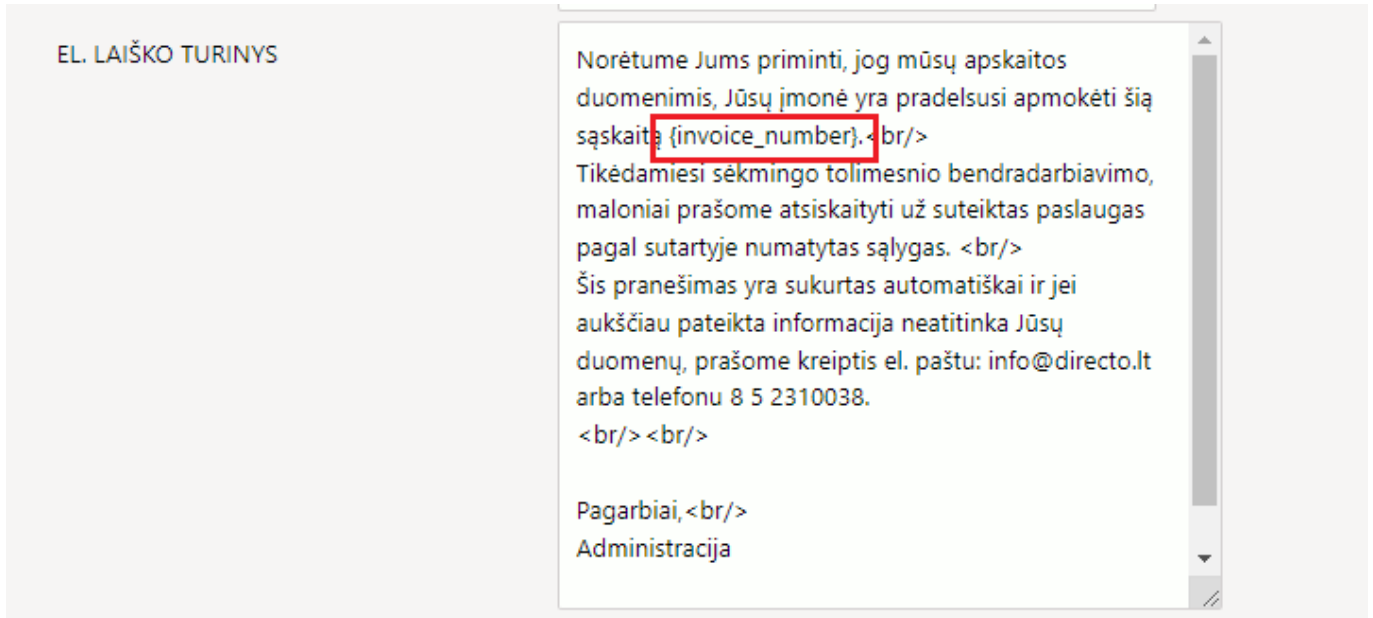 EL. LAIŠKO TURINYS
Norėtume Jums priminti, jog mūsų apskaitos
duomenimis, Jūsų įmonė yra pradelsusi apmokėti šią
sąskaitą {invoice_number}.<br/>
Tikėdamiesi sėkmingo tolimesnio bendradarbiavimo,
maloniai prašome atsiskaityti už suteiktas paslaugas
pagal sutartyje numatytas sąlygas. <br/>
Šis pranešimas yra sukurtas automatiškai ir jei
aukščiau pateikta informacija neatitinka Jūsų
duomenų, prašome kreiptis el. paštu: info@directo.lt
arba telefonu 8 5 2310038.
<br/><br/>
Pagarbiai,<br/>
Administracija